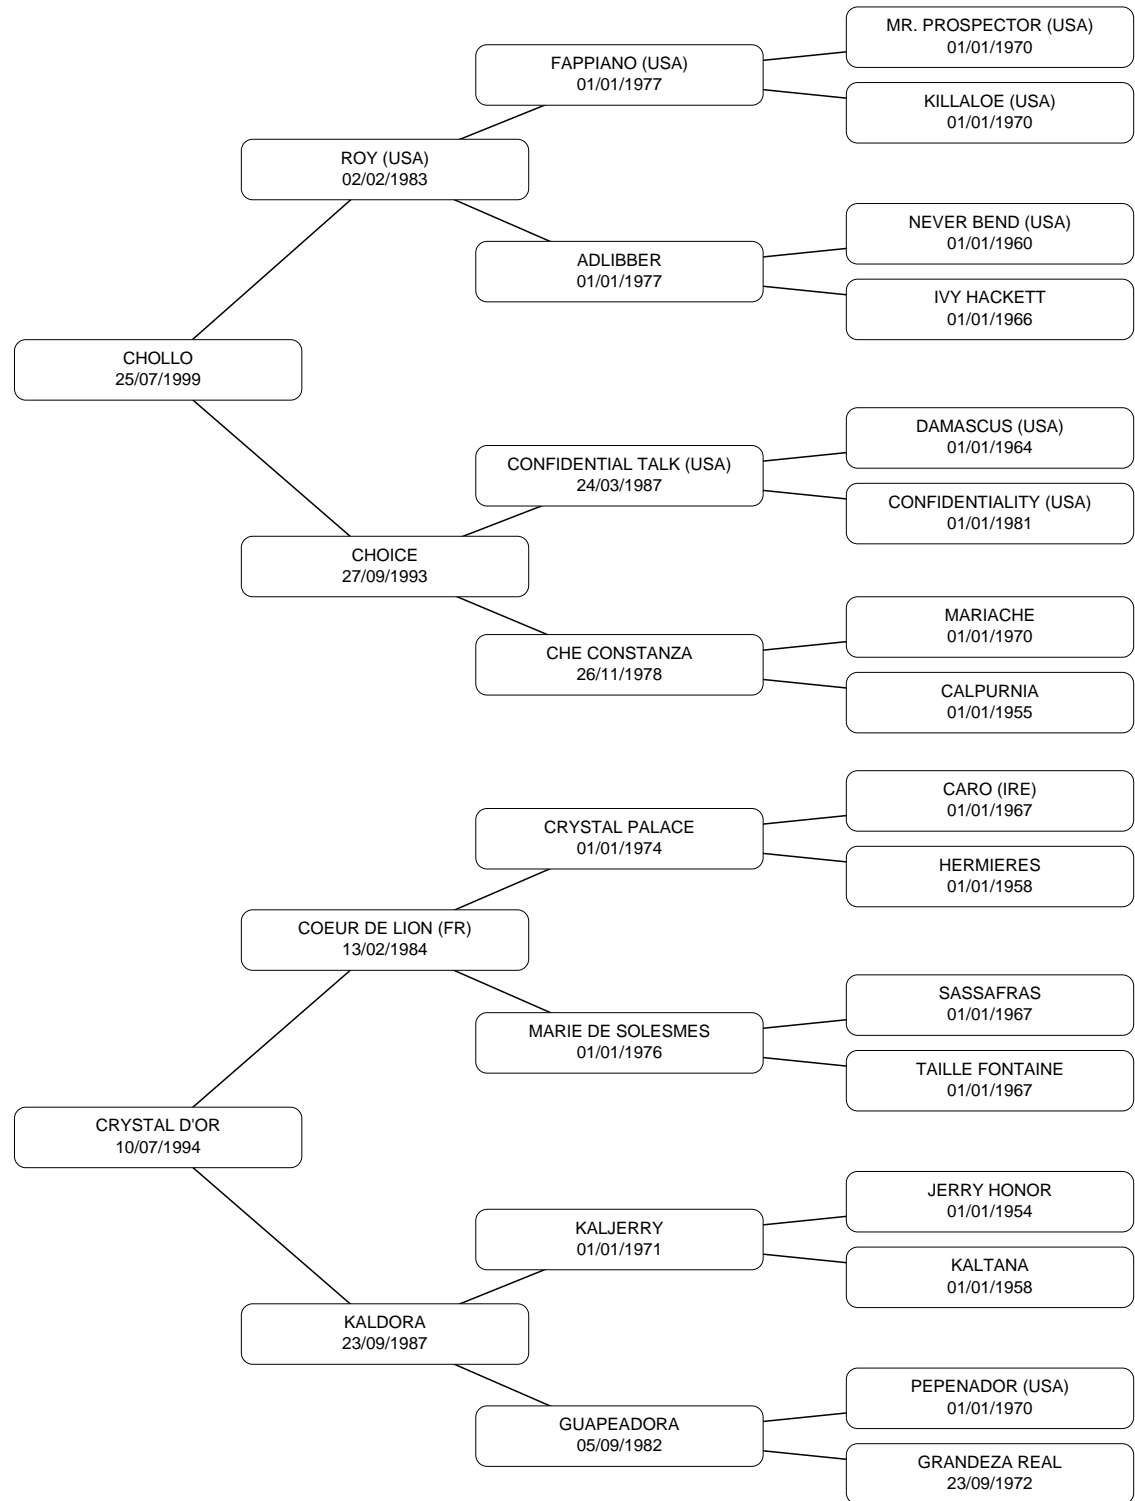 MR. PROSPECTOR (USA)
01/01/1970
FAPPIANO (USA)
01/01/1977
KILLALOE (USA)
01/01/1970
ROY (USA)
02/02/1983
NEVER BEND (USA)
01/01/1960
ADLIBBER
01/01/1977
IVY HACKETT
01/01/1966
CHOLLO
25/07/1999
DAMASCUS (USA)
01/01/1964
CONFIDENTIAL TALK (USA)
24/03/1987
CONFIDENTIALITY (USA)
01/01/1981
CHOICE
27/09/1993
MARIACHE
01/01/1970
CHE CONSTANZA
26/11/1978
CALPURNIA
01/01/1955
CARO (IRE)
01/01/1967
CRYSTAL PALACE
01/01/1974
HERMIERES
01/01/1958
COEUR DE LION (FR)
13/02/1984
SASSAFRAS
01/01/1967
MARIE DE SOLESMES
01/01/1976
TAILLE FONTAINE
01/01/1967
CRYSTAL D'OR
10/07/1994
JERRY HONOR
01/01/1954
KALJERRY
01/01/1971
KALTANA
01/01/1958
KALDORA
23/09/1987
PEPENADOR (USA)
01/01/1970
GUAPEADORA
05/09/1982
GRANDEZA REAL
23/09/1972